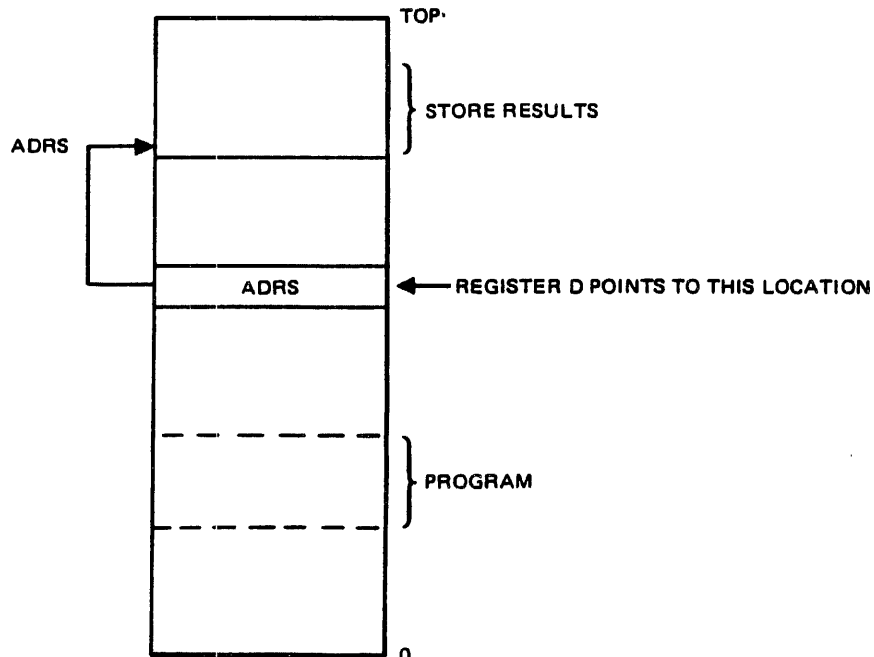 TOP
STORE RESULTS
ADRS
ADRS
REGISTER D POINTS TO THIS LOCATION
PROGRAM
0